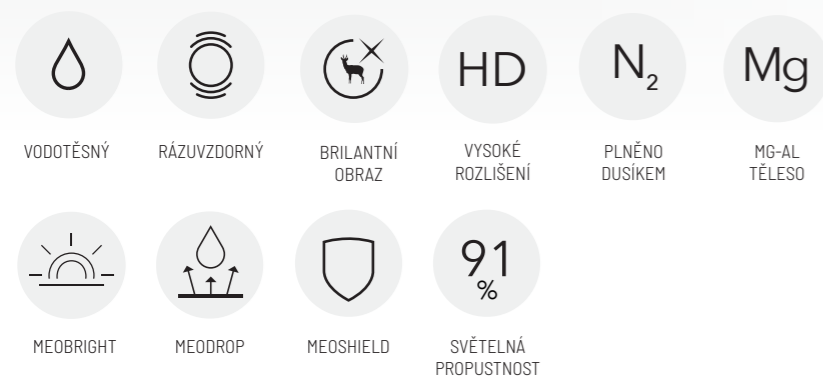 HD
N₂
Mg
VODOTĚSNÝ
RÁZUVZDORNÝ
BRILANTNÍ
OBRAZ
VYSOKÉ
ROZLIŠENÍ
PLNĚNO
DUSÍKEM
MG-AL
TĚLESO
91
%
MEOBRIGHT
MEODROP
MEOSHIELD
SVĚTELNÁ
PROPUSTNOST